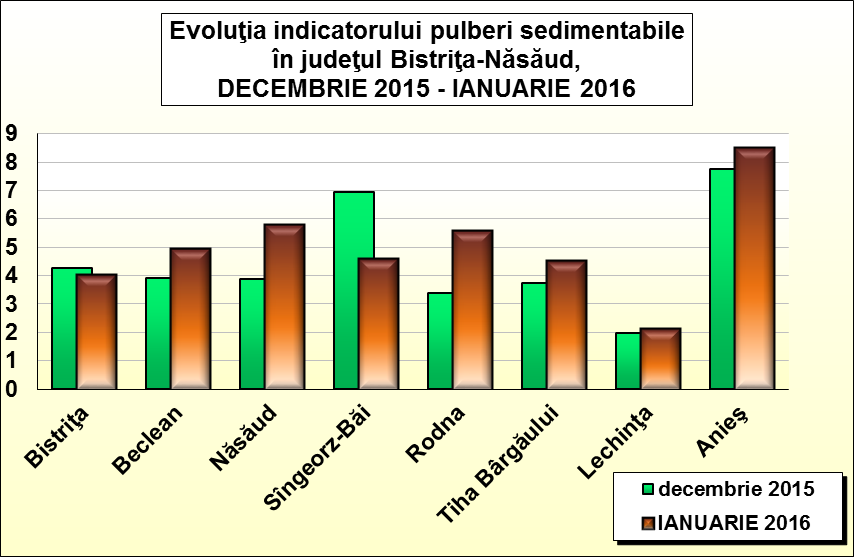 Evoluţia indicatorului pulberi sedimentabile
în judeţul Bistriţa-Năsăud,
DECEMBRIE 2015 - IANUARIE 2016
9
8
7
6
5
4
3
2
1
0
Bistriţa
Beclean
Năsăud
Sîngeorz-Băi
Rodna
Tiha Bârgăului
Lechinţa
Anieş
decembrie 2015
IANUARIE 2016